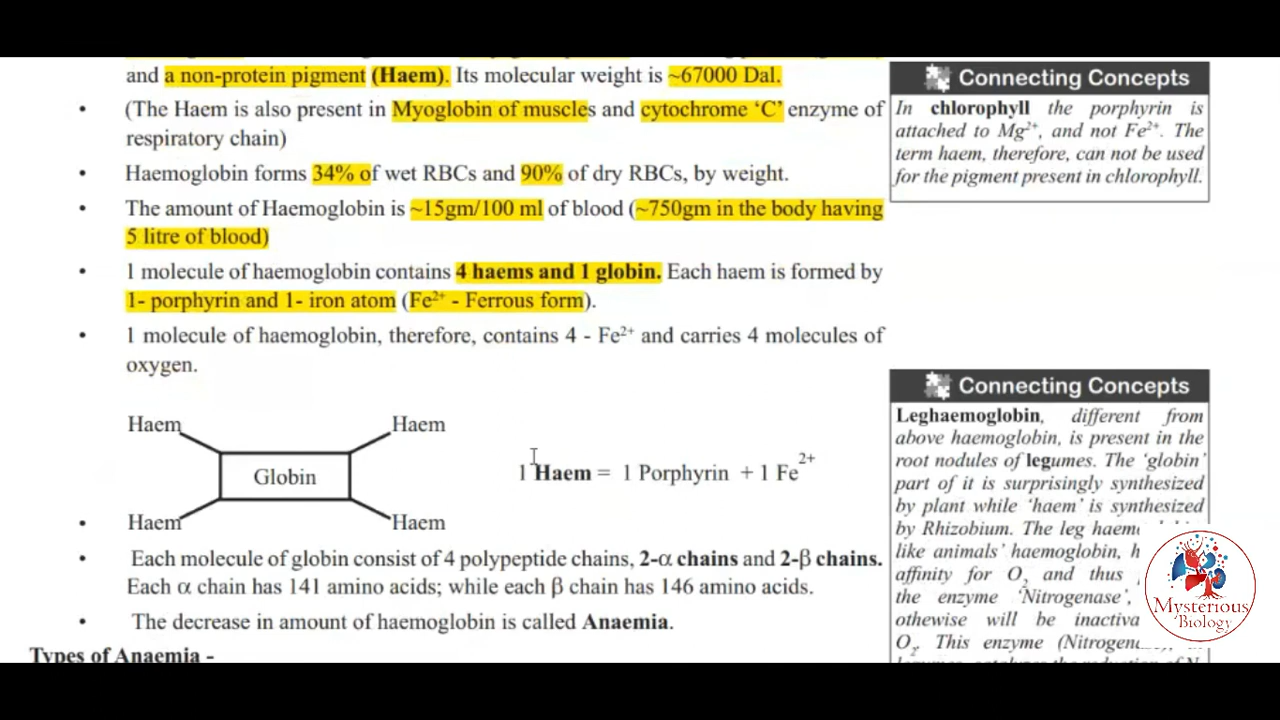 and a non-protein pigment (Haem). Its molecular weight is ~67000 Dal.
• (The Haem is also present in Myoglobin of muscles and cytochrome ‘C’ enzyme of
respiratory chain)
• Haemoglobin forms 34% of wet RBCs and 90% of dry RBCs, by weight.
• The amount of Haemoglobin is ~15gm/100 ml of blood (~750gm in the body having
5 litre of blood)
• 1 molecule of haemoglobin contains 4 haems and 1 globin. Each haem is formed by
1- porphyrin and 1- iron atom (Fe²⁺ - Ferrous form).
• 1 molecule of haemoglobin, therefore, contains 4 - Fe²⁺ and carries 4 molecules of
oxygen.
Haem Haem
Globin
1 Haem = 1 Porphyrin + 1 Fe²⁺
• Haem Haem
• Each molecule of globin consist of 4 polypeptide chains, 2-α chains and 2-β chains.
Each α chain has 141 amino acids; while each β chain has 146 amino acids.
• The decrease in amount of haemoglobin is called Anaemia.
Types of Anaemia -
Connecting Concepts
In chlorophyll the porphyrin is
attached to Mg²⁺, and not Fe²⁺. The
term haem, therefore, can not be used
for the pigment present in chlorophyll.
Connecting Concepts
Leghaemoglobin, different from
above haemoglobin, is present in the
root nodules of legumes. The ‘globin’
part of it is surprisingly synthesized
by plant while ‘haem’ is synthesized
by Rhizobium. The leg haem
like animals’ haemoglobin, h
affinity for O₂ and thus
the enzyme ‘Nitrogenase’,
othewise will be inactiva
O₂. This enzyme (Nitrogen
Mysterious
Biology